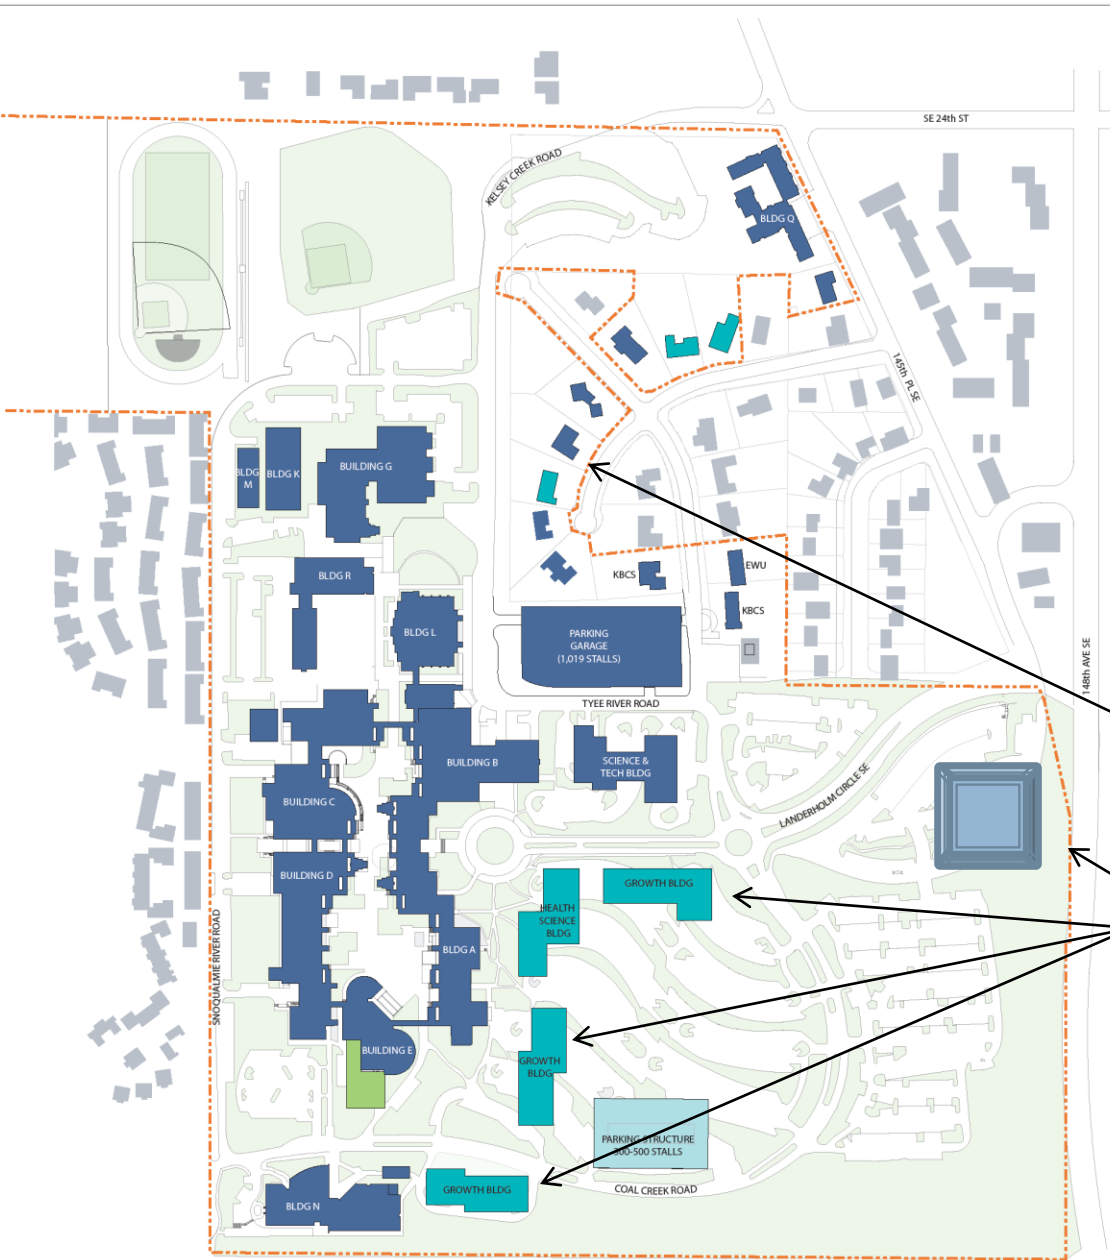 SE 24th ST
KELSEY CREEK ROAD
BLDG Q
145th PL SE
BLDG
M
BLDG K
BUILDING G
BLDG R
KBCS
EWU
KBCS
BLDG L
PARKING
GARAGE
(1,019 STALLS)
148th AVE SE
TYEE RIVER ROAD
BUILDING B
SCIENCE &
TECH BLDG
LANDERHOLM CIRCLE SE
BUILDING C
BUILDING D
GROWTH BLDG
HEALTH
SCIENCE
BLDG
BLDG A
SNOQUALMIE RIVER ROAD
BUILDING E
GROWTH
BLDG
PARKING STRUCTURE
300-500 STALLS
GROWTH BLDG
COAL CREEK ROAD
BLDG N